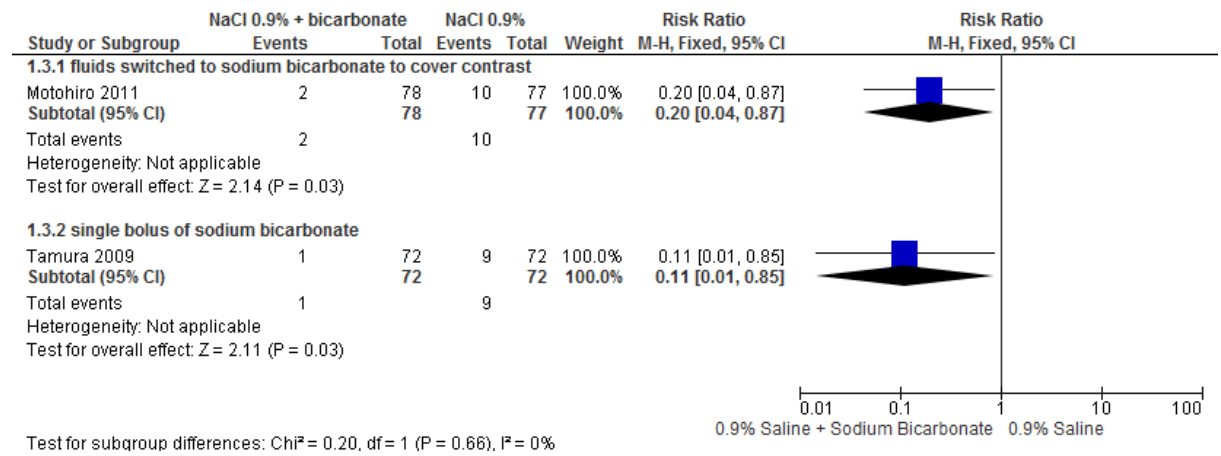 NaCl 0.9% + bicarbonate NaCl 0.9% Risk Ratio Risk Ratio
Study or Subgroup Events Total Events Total Weight M-H, Fixed, 95% CI M-H, Fixed, 95% CI
1.3.1 fluids switched to sodium bicarbonate to cover contrast
Motohiro 2011 2 78 10 77 100.0% 0.20 [0.04, 0.87]
Subtotal (95% CI) 78 77 100.0% 0.20 [0.04, 0.87]
Total events 2 10
Heterogeneity: Not applicable
Test for overall effect: Z = 2.14 (P = 0.03)
1.3.2 single bolus of sodium bicarbonate
Tamura 2009 1 72 9 72 100.0% 0.11 [0.01, 0.85]
Subtotal (95% CI) 72 72 100.0% 0.11 [0.01, 0.85]
Total events 1 9
Heterogeneity: Not applicable
Test for overall effect: Z = 2.11 (P = 0.03)
0.01 0.1 1 10 100
0.9% Saline + Sodium Bicarbonate 0.9% Saline
Test for subgroup differences: Chi² = 0.20, df = 1 (P = 0.66), I² = 0%